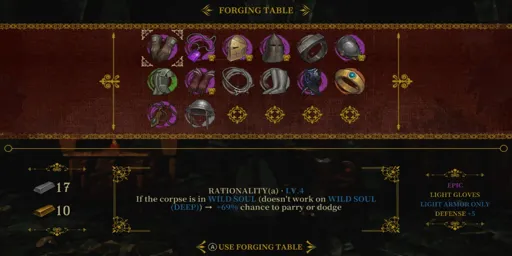 FORGING TABLE
17
10
RATIONALITY(a) - LV.4
If the corpse is in WILD SOUL (doesn't work on WILD SOUL
(DEEP)) → +69% chance to parry or dodge
EPIC
LIGHT GLOVES
LIGHT ARMOR ONLY
DEFENSE +5
A USE FORGING TABLE